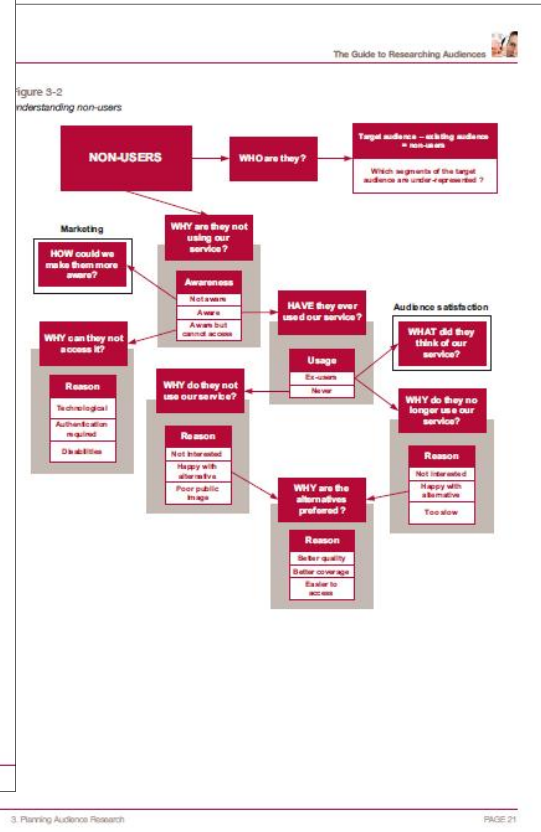 The Guide to Researching Audiences
Figure 3-2
nderstanding non-users
NON-USERS
WHO are they?
Target audience – existing audience
= non-users
Which segments of the target
audience are under-represented ?
Marketing
HOW could we
make them more
aware?
WHY are they not
using our
service?
Awareness
Not aware
Aware
Aware but
cannot access
HAVE they ever
used our service?
Usage
Ex-users
Never
Audience satisfaction
WHAT did they
think of our
service?
WHY can they not
access it?
Reason
Technological
Authentication
required
Disabilities
WHY do they not
use our service?
Reason
Not Interested
Happy with
alternative
Poor public
image
WHY do they no
longer use our
service?
Reason
Not Interested
Happy with
alternative
Too slow
WHY are the
alternatives
preferred ?
Reason
Better quality
Better coverage
Easier to
access
3. Planning Audience Research
PAGE 21